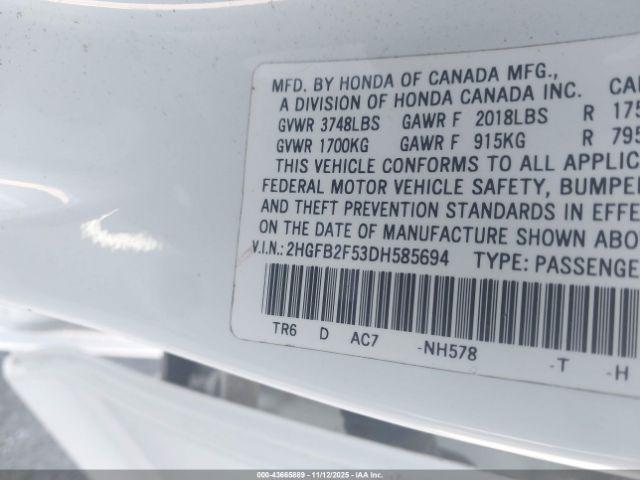 MFD. BY HONDA OF CANADA MFG.,
A DIVISION OF HONDA CANADA INC.
GVWR 3748LBS GAWR F 2018LBS R
GVWR 1700KG GAWR F 915KG R
THIS VEHICLE CONFORMS TO ALL
FEDERAL MOTOR VEHICLE SAFETY,
AND THEFT PREVENTION STANDARDS IN
ON THE DATE OF MANUFACTURE SHOWN
V.I.N.: 2HGFB2F53DH585694 TYPE:
TR6 D AC7 -NH578 -T -H
00-43665889 - 11/12/2025 - IAA Inc.